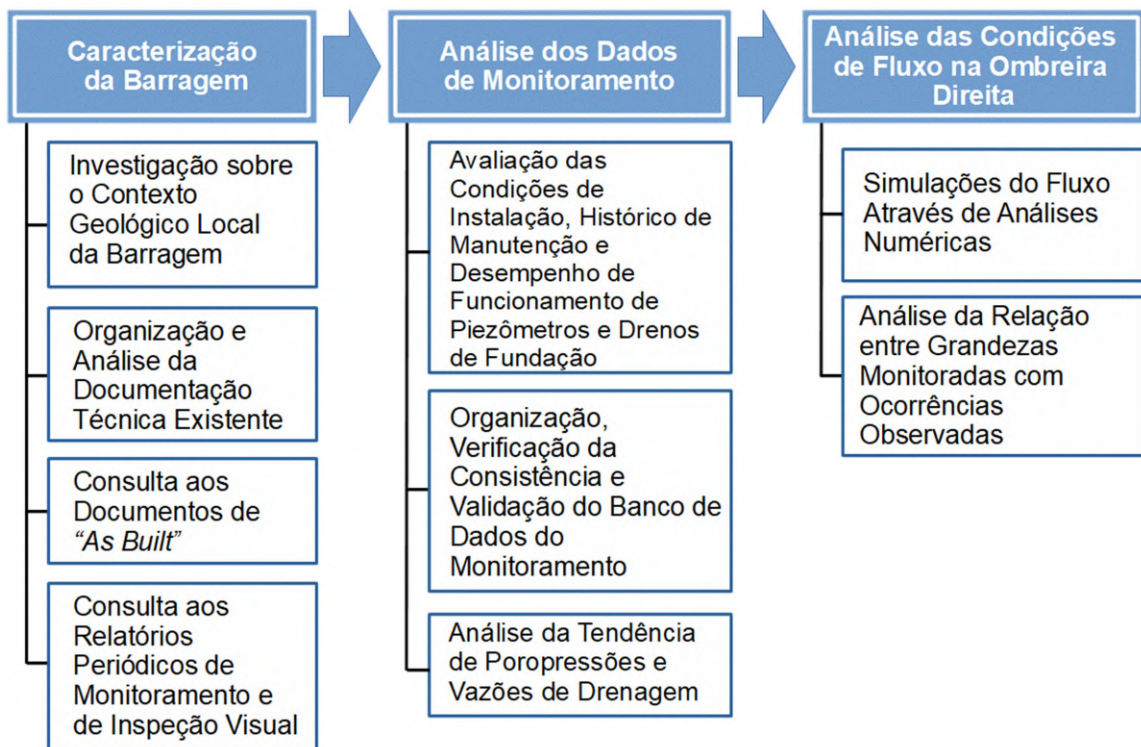 Caracterização
da Barragem
Investigação sobre
o Contexto
Geológico Local
da Barragem
Organização e
Análise da
Documentação
Técnica Existente
Consulta aos
Documentos de
“As Built”
Consulta aos
Relatórios
Periódicos de
Monitoramento e
de Inspeção Visual
Análise dos Dados
de Monitoramento
Avaliação das
Condições de
Instalação, Histórico de
Manutenção e
Desempenho de
Funcionamento de
Piezômetros e Drenos
de Fundação
Organização,
Verificação da
Consistência e
Validação do Banco de
Dados do
Monitoramento
Análise da Tendência
de Poropressões e
Vazões de Drenagem
Análise das Condições
de Fluxo na Ombreira
Direita
Simulações do Fluxo
Através de Análises
Numéricas
Análise da Relação
entre Grandezas
Monitoradas com
Ocorrências
Observadas